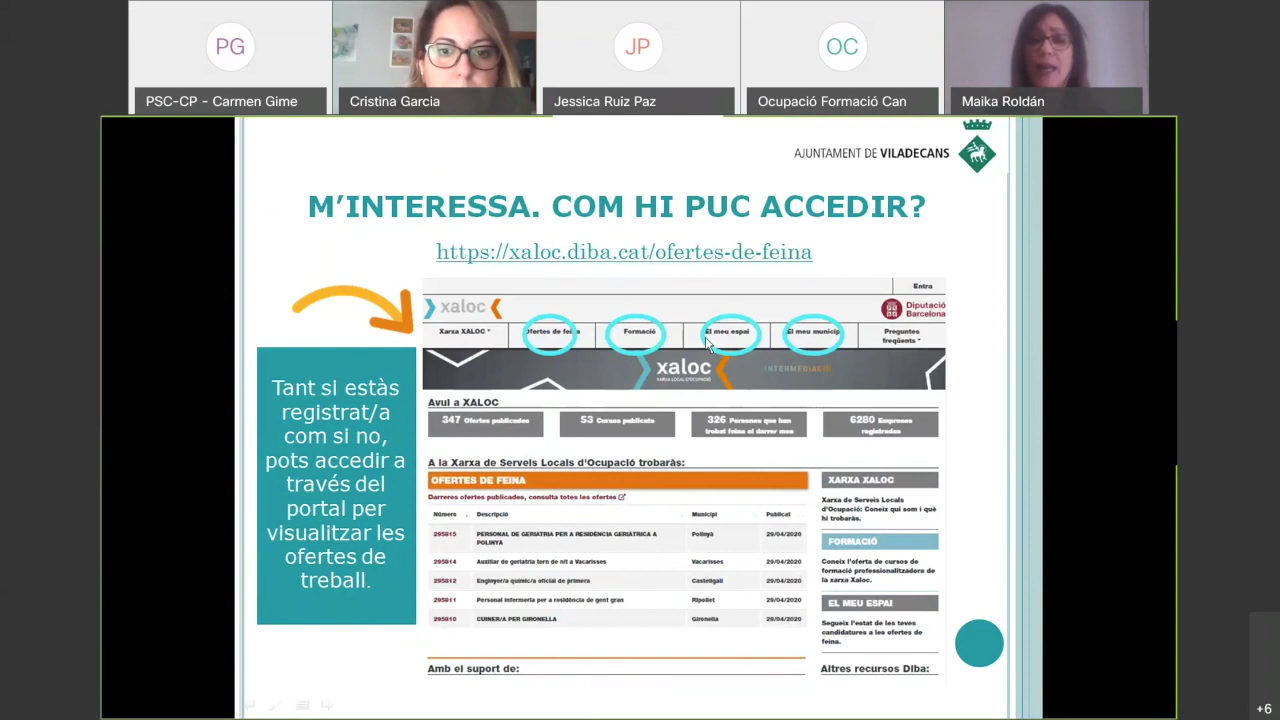 PG
JP
OC
PSC-CP - Carmen Gime
Cristina Garcia
Jessica Ruiz Paz
Ocupació Formació Can
Maika Roldán
AJUNTAMENT DE VILADECANS
M'INTERESSA. COM HI PUC ACCEDIR?
https://xaloc.diba.cat/ofertes-de-feina
Tant si estàs
registrat/a
com si no,
pots accedir a
través del
portal per
visualitzar les
ofertes de
treball.
Entra
xaloc
Diputació
Barcelona
Xarxa XALOC
Ofertes de feina
Formació
El meu espai
El meu municip
Preguntes
freqüents
xaloc
XARXA LOCAL D'OCUPACIÓ
INTERMEDIACIÓ
Avui a XALOC
347 Ofertes publicades
53 Cursos publicats
326 Persones que han
trobat feina el darrer mes
6280 Empreses
registrades
A la Xarxa de Serveis Locals d'Ocupació trobaràs:
OFERTES DE FEINA
Darreres ofertes publicades, consulta totes les ofertes
Número Descripció Municipi Publicat
295815 PERSONAL DE GERIATRIA PER A RESIDÈNCIA GERIÀTRICA A
POLINYÀ
Polinyà 29/04/2020
295814 Auxiliar de geriatria torn de nit a Vacarisses Vacarisses 29/04/2020
295812 Enginyer/a químic/a oficial de primera Castellgalí 29/04/2020
295811 Personal infermeria per a residència de gent gran Ripollet 29/04/2020
295810 CUINER/A PER GIRONELLA Gironella 29/04/2020
XARXA XALOC
Xarxa de Serveis Locals
d'Ocupació: Coneix qui som i què
hi trobaràs.
FORMACIÓ
Coneix l'oferta de cursos de
formació professionalitzadora de
la xarxa Xaloc.
EL MEU ESPAI
Segueix l'estat de les teves
candidatures a les ofertes de
feina.
Amb el suport de:
Altres recursos Diba:
+6